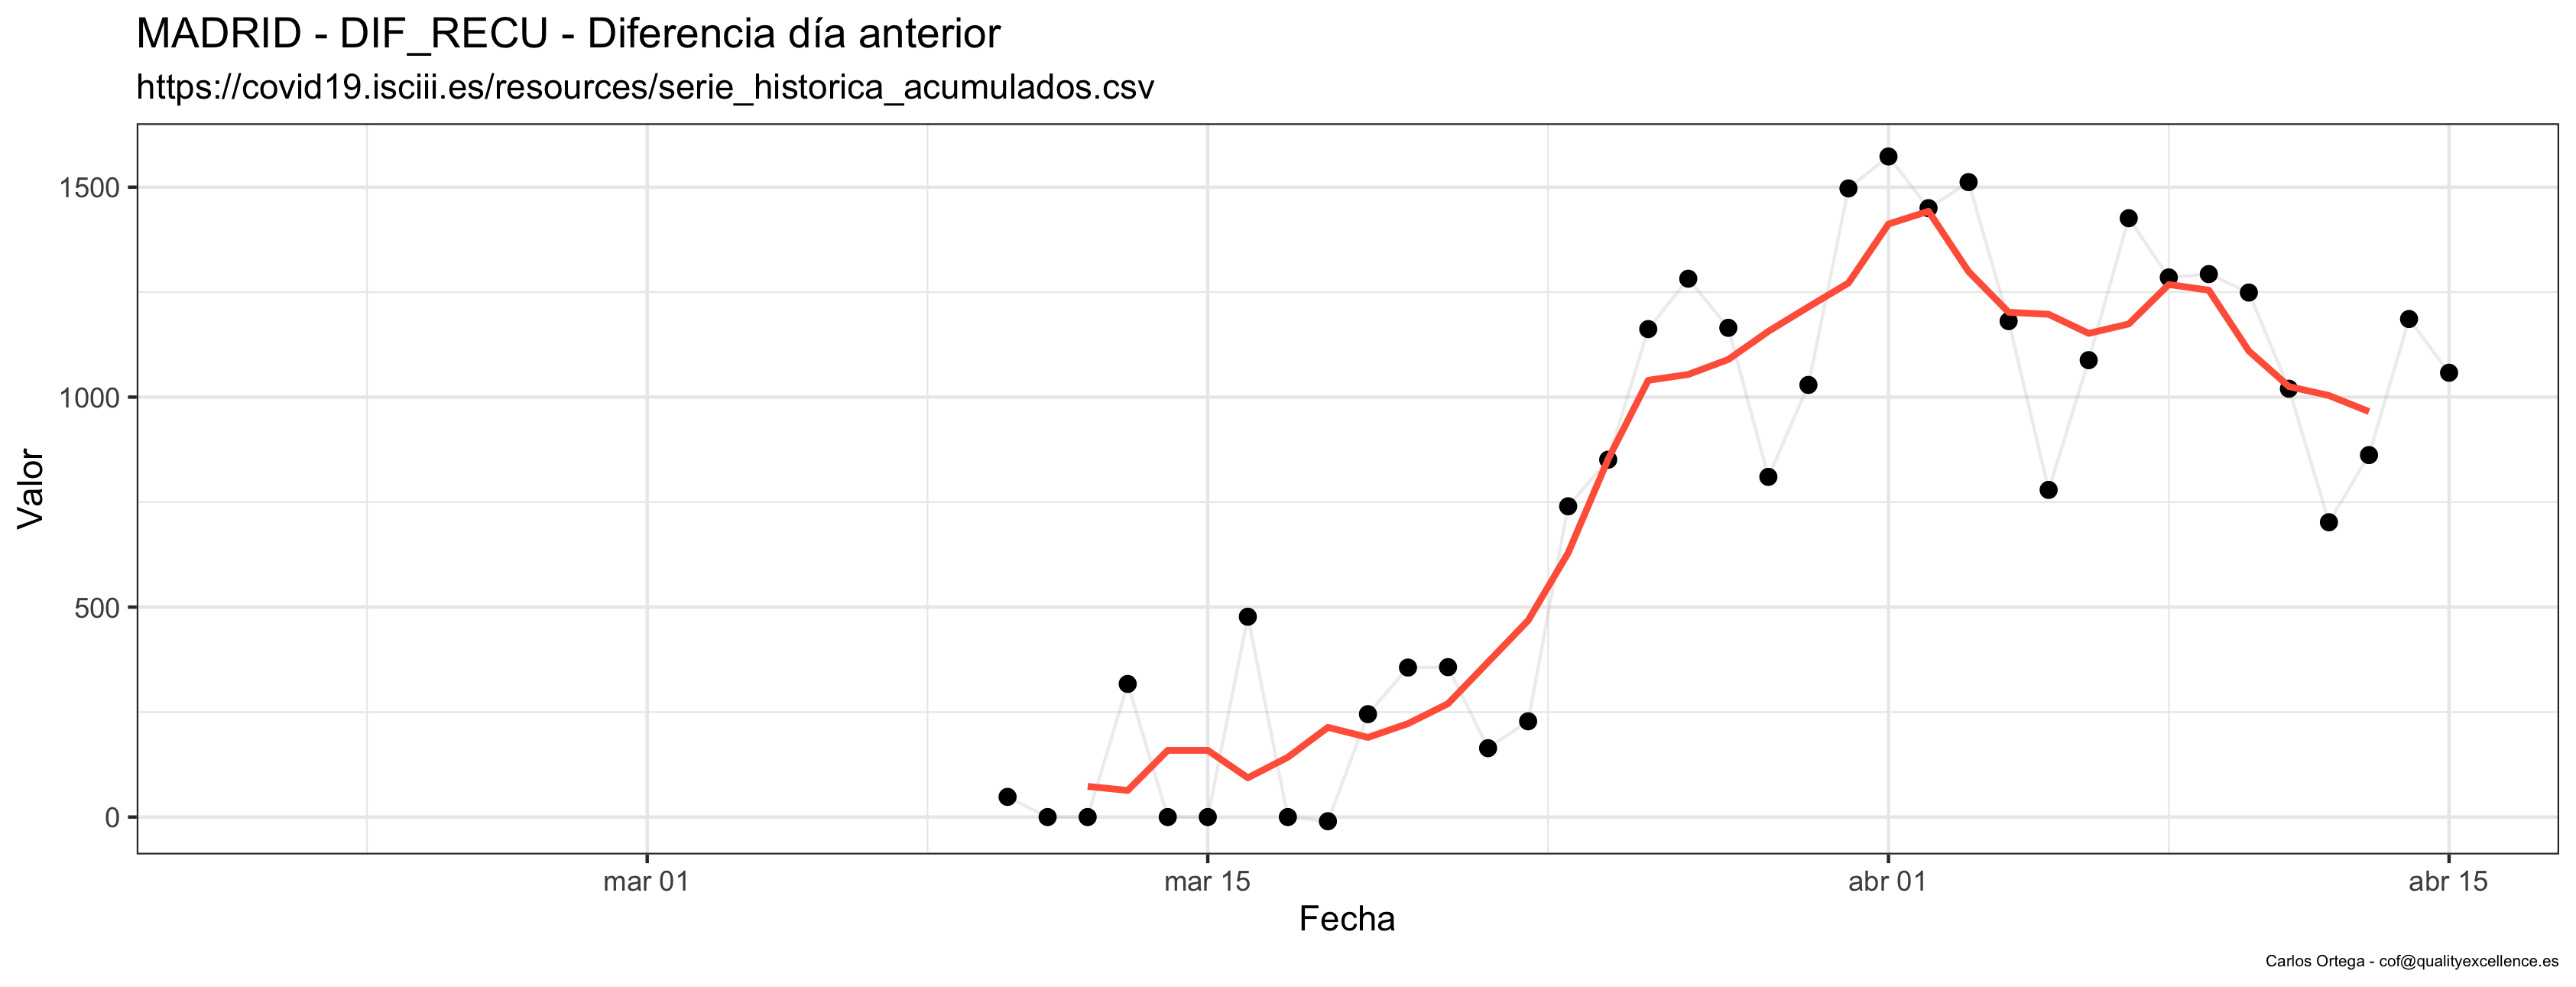 MADRID - DIF_RECU - Diferencia día anterior
https://covid19.isciii.es/resources/serie_historica_acumulados.csv
1500
1000
500
0
Valor
mar 01
mar 15
abr 01
abr 15
Fecha
Carlos Ortega - cof@qualityexcellence.es